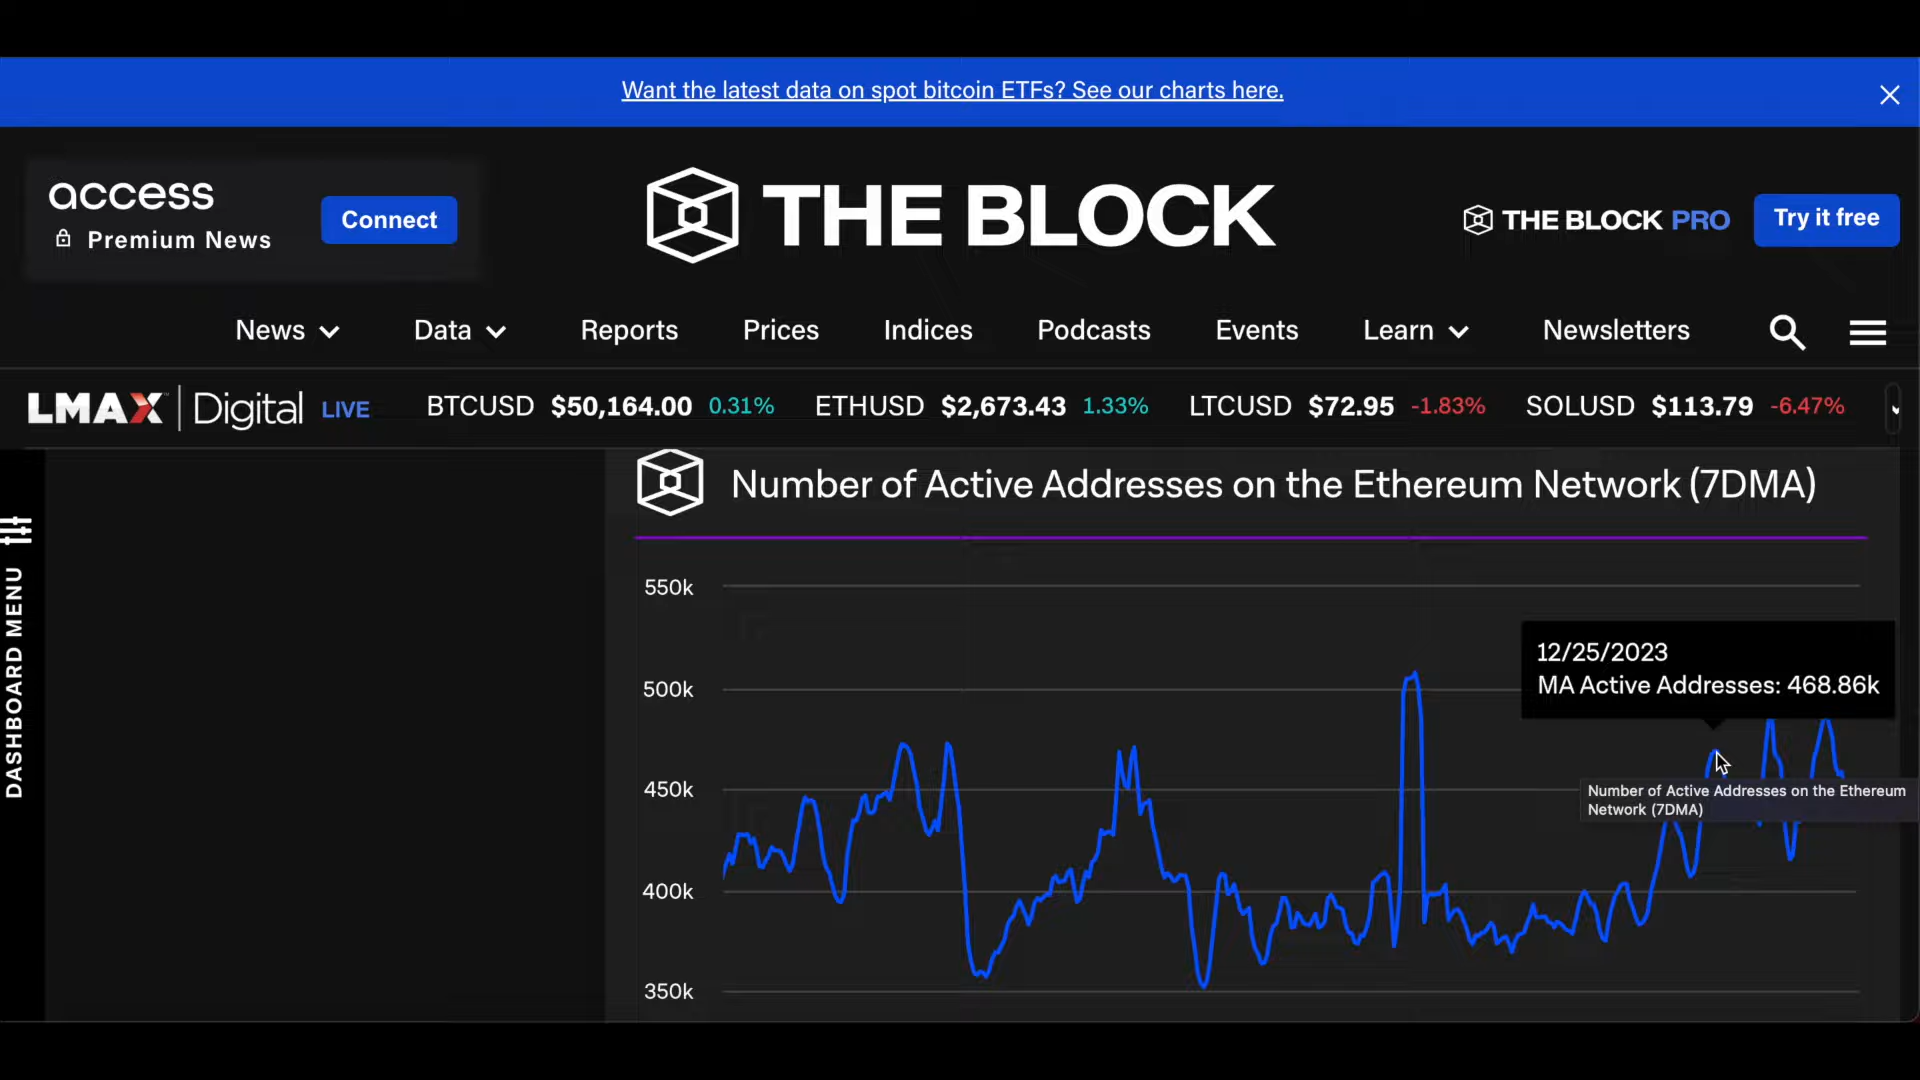 Want the latest data on spot bitcoin ETFs? See our charts here.
access
Premium News
Connect
THE BLOCK
THE BLOCK PRO
Try it free
News
Data
Reports
Prices
Indices
Podcasts
Events
Learn
Newsletters
LMAX Digital LIVE
BTCUSD $50,164.00 0.31%
ETHUSD $2,673.43 1.33%
LTCUSD $72.95 -1.83%
SOLUSD $113.79 -6.47%
DASHBOARD MENU
Number of Active Addresses on the Ethereum Network (7DMA)
550k
500k
450k
400k
350k
12/25/2023
MA Active Addresses: 468.86k
Number of Active Addresses on the Ethereum
Network (7DMA)